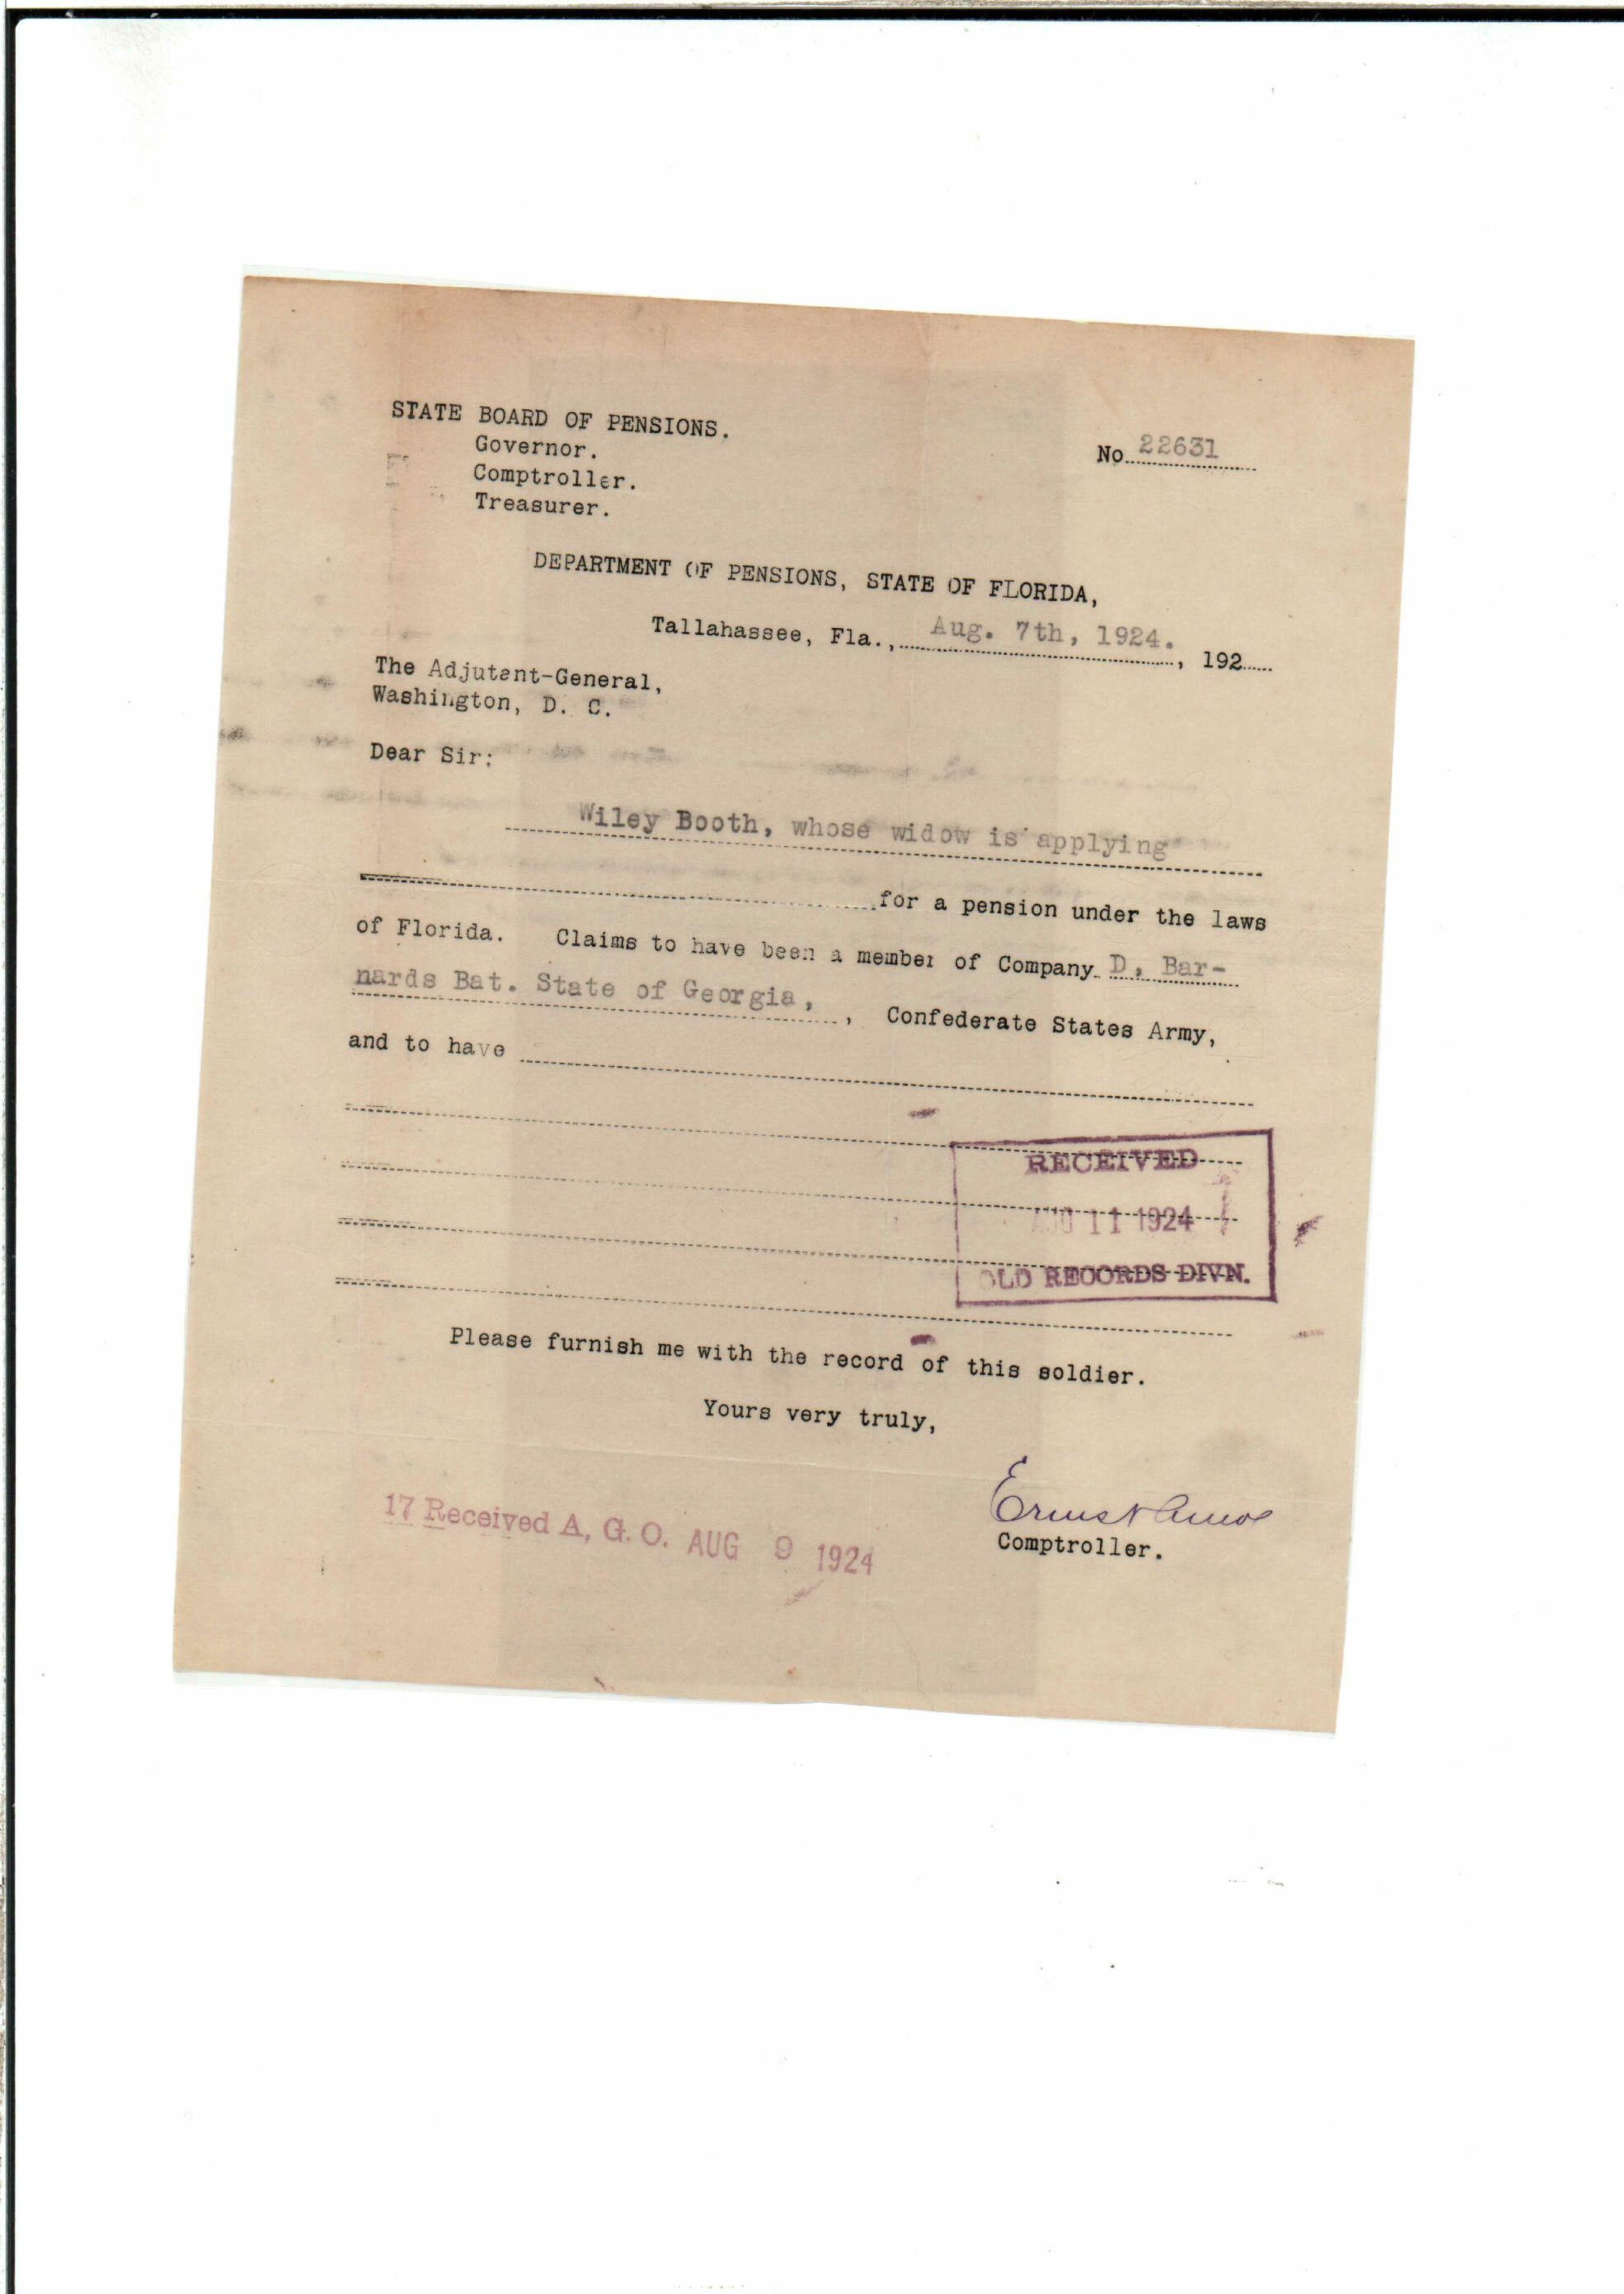 STATE BOARD OF PENSIONS.
Governor.
Comptroller.
Treasurer.
No 22631
DEPARTMENT OF PENSIONS, STATE OF FLORIDA,
Tallahassee, Fla., Aug. 7th, 1924. , 192
The Adjutant-General,
Washington, D. C.
Dear Sir:
Wiley Booth, whose widow is applying
for a pension under the laws
of Florida. Claims to have been a member of Company D, Bar-
nards Bat. State of Georgia, , Confederate States Army,
and to have
RECEIVED
AUG 11 1924
OLD RECORDS DIVN.
Please furnish me with the record of this soldier.
Yours very truly,
Ernest Amos
Comptroller.
17 Received A, G. O. AUG 9 1924